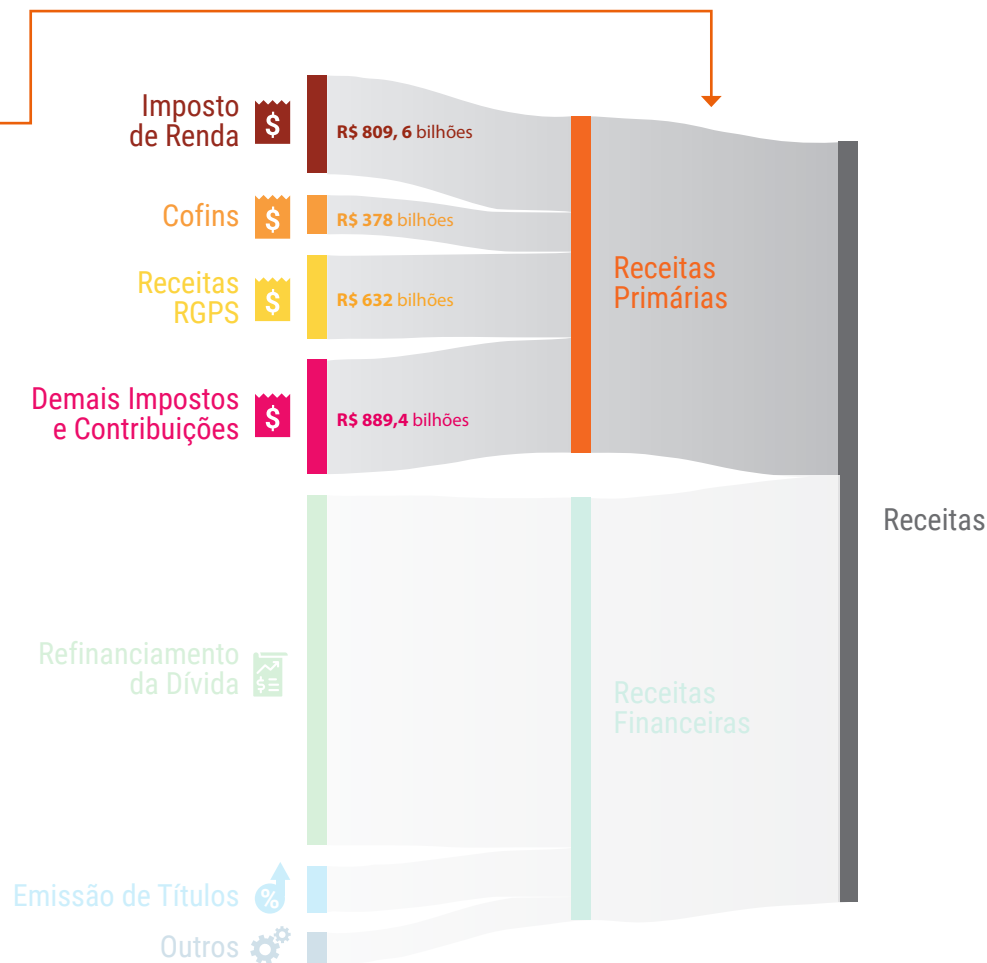 Imposto
de Renda
R$ 809, 6 bilhões
Cofins
R$ 378 bilhões
Receitas
RGPS
R$ 632 bilhões
Demais Impostos
e Contribuições
R$ 889,4 bilhões
Receitas
Primárias
Receitas
Refinanciamento
da Dívida
Receitas
Financeiras
Emissão de Títulos
Outros